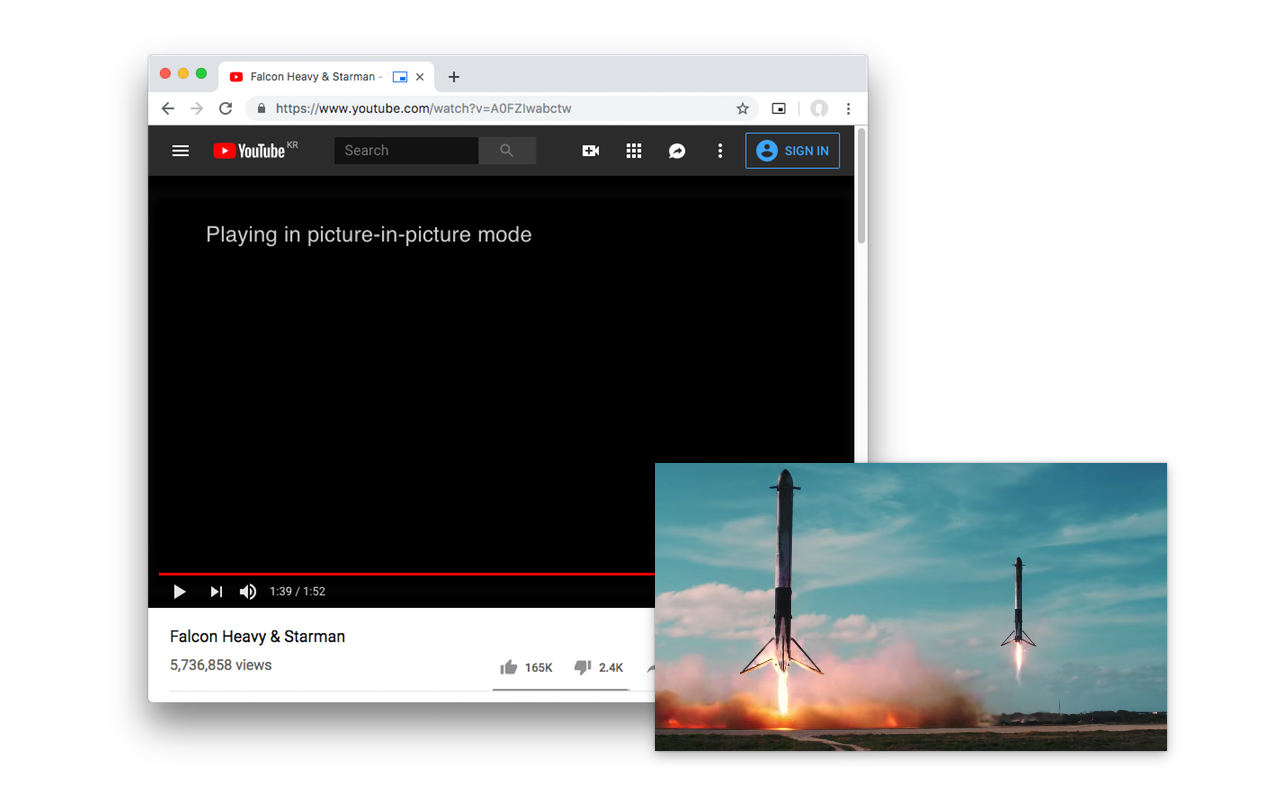 Falcon Heavy & Starman -
https://www.youtube.com/watch?v=A0FZIwabctw
YouTube KR
Search
SIGN IN
Playing in picture-in-picture mode
1:39 / 1:52
Falcon Heavy & Starman
5,736,858 views
165K
2.4K